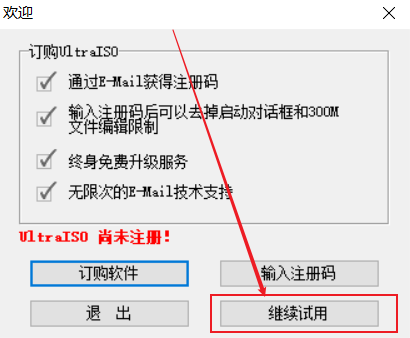 欢迎
订购UltraISO
通过E-Mail获得注册码
输入注册码后可以去掉启动对话框和300M
文件编辑限制
终身免费升级服务
无限次的E-Mail技术支持
UltraISO 尚未注册!
订购软件
输入注册码
退 出
继续试用